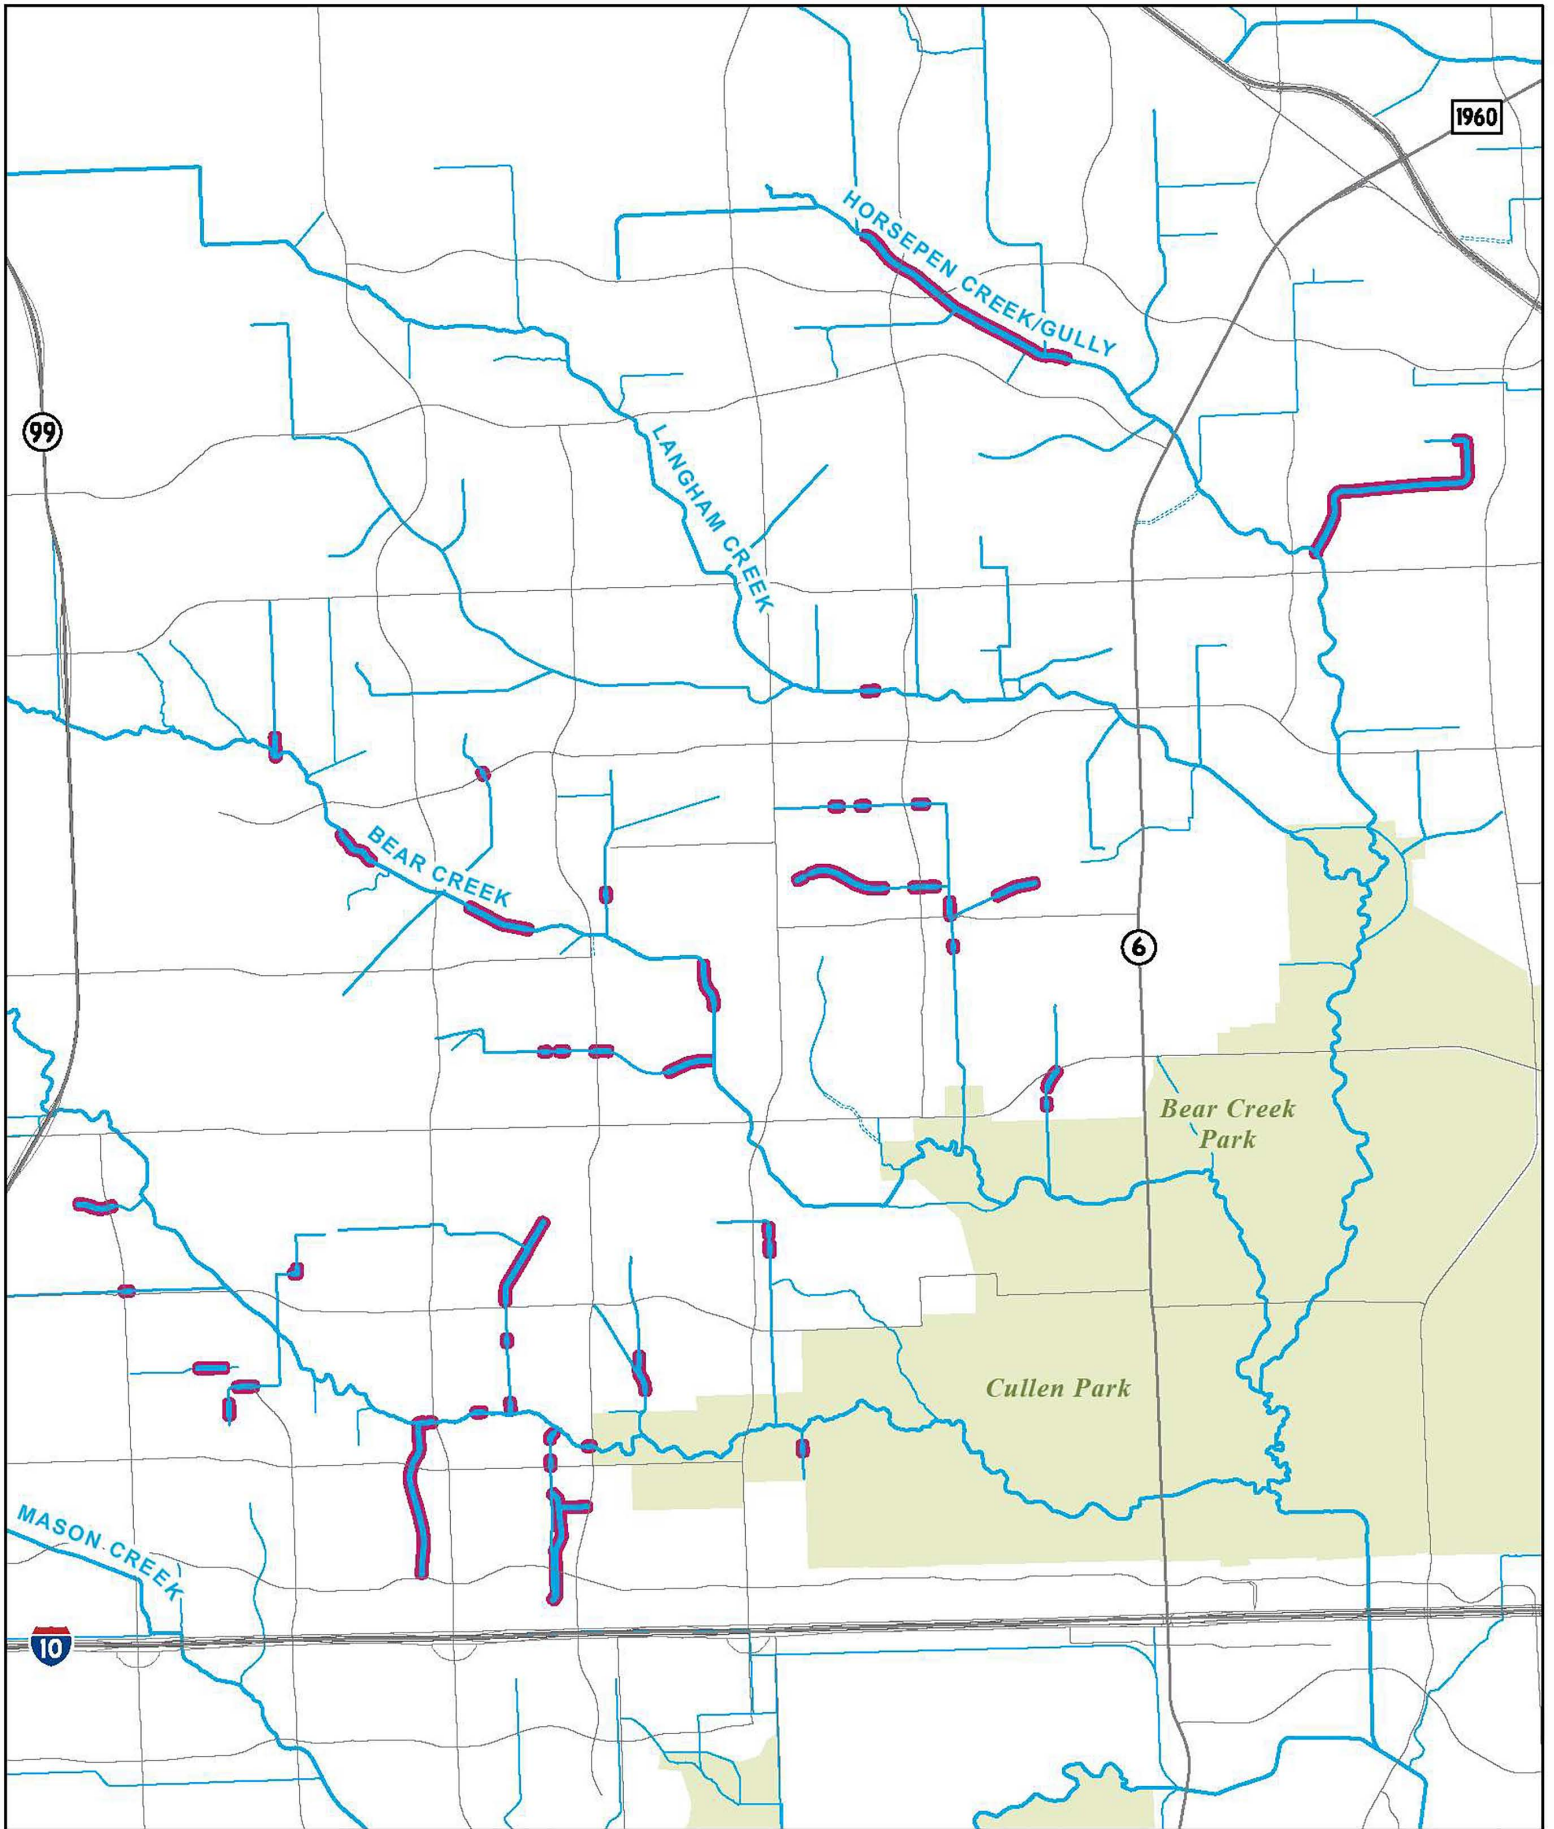 1960
HORSEPEN CREEK/GULLY
99
LANGHAM CREEK
BEAR CREEK
6
Bear Creek
Park
Cullen Park
MASON CREEK
10